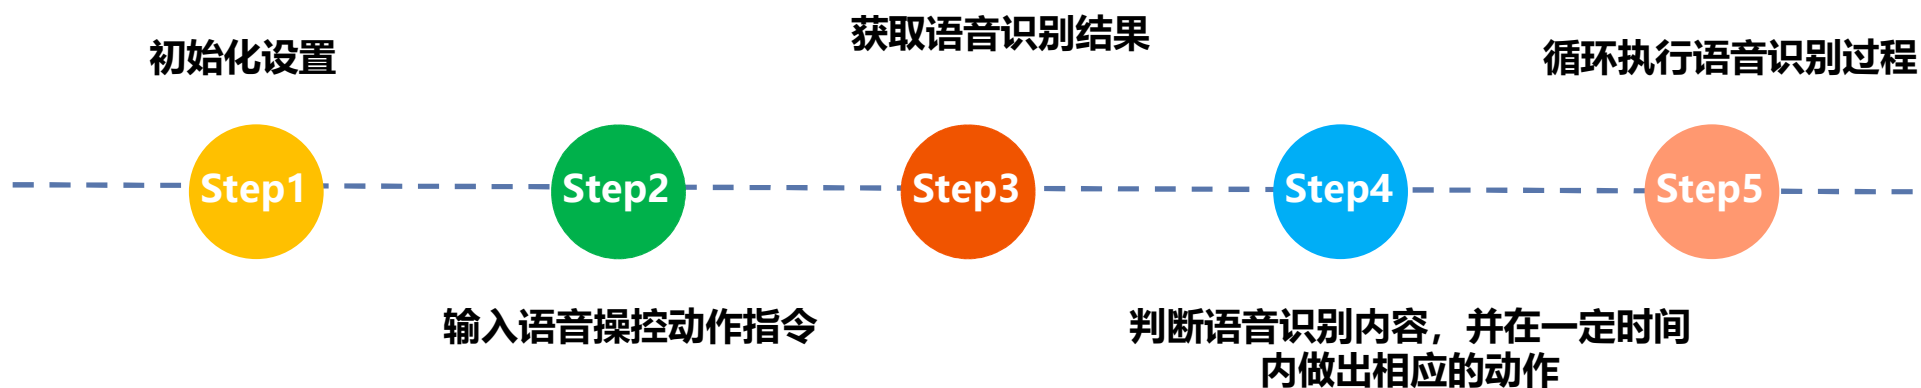 初始化设置
获取语音识别结果
循环执行语音识别过程
Step1
Step2
Step3
Step4
Step5
输入语音操控动作指令
判断语音识别内容，并在一定时间
内做出相应的动作